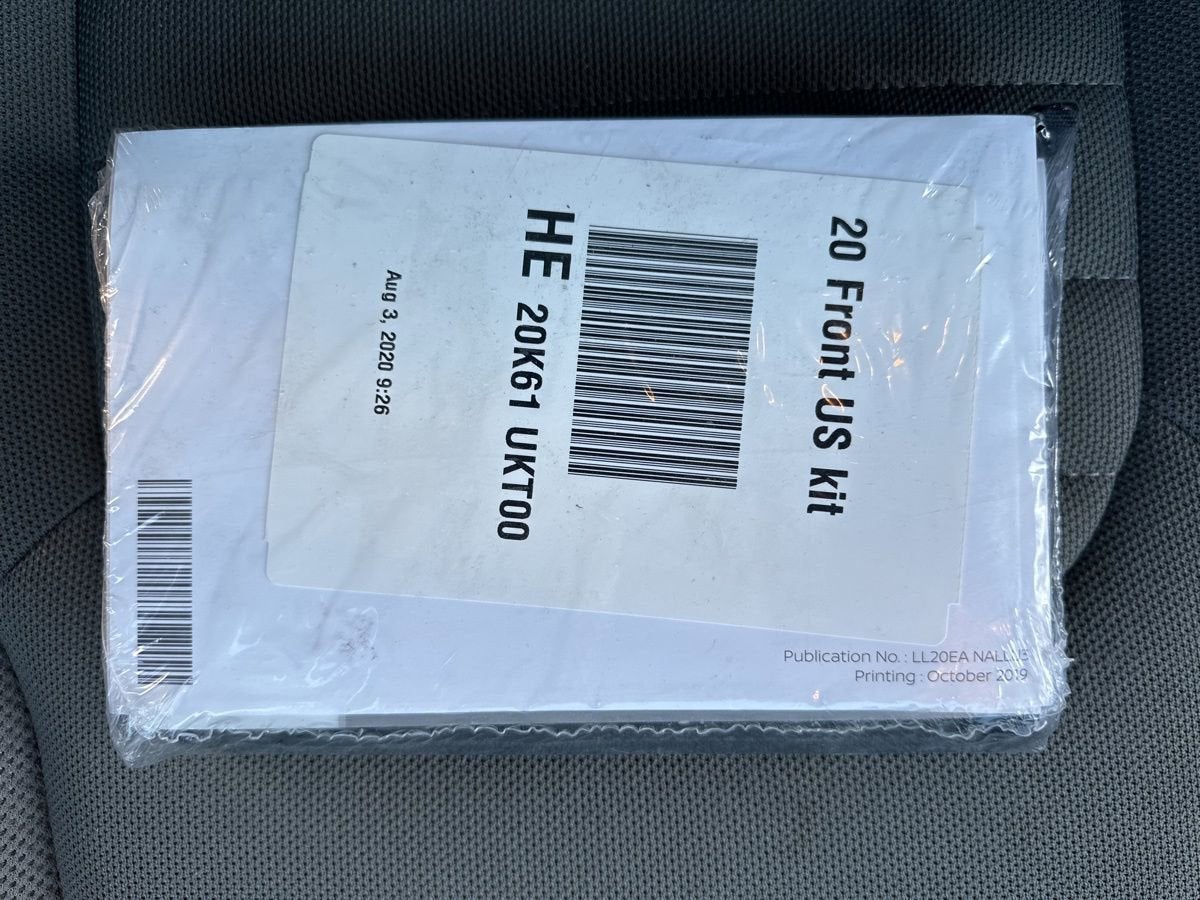 20 Front US kit
HE 20K61 UKT00
Aug 3, 2020 9:26
Publication No. : LL20EA
Printing : October 2019